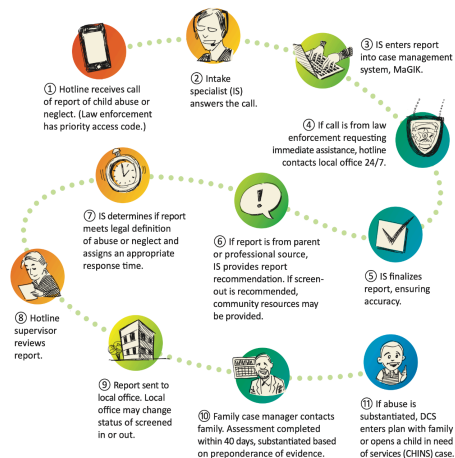 ① Hotline receives call
of report of child abuse or
neglect. (Law enforcement
has priority access code.)
② Intake
specialist (IS)
answers the call.
③ IS enters report
into case management
system, MaGIK.
④ If call is from law
enforcement requesting
immediate assistance, hotline
contacts local office 24/7.
⑤ IS finalizes
report, ensuring
accuracy.
⑥ If report is from parent
or professional source,
IS provides report
recommendation. If screen-
out is recommended,
community resources may
be provided.
⑦ IS determines if report
meets legal definition
of abuse or neglect and
assigns an appropriate
response time.
⑧ Hotline
supervisor
reviews
report.
⑨ Report sent to
local office. Local
office may change
status of screened
in or out.
⑩ Family case manager contacts
family. Assessment completed
within 40 days, substantiated based
on preponderance of evidence.
⑪ If abuse is
substantiated, DCS
enters plan with family
or opens a child in need
of services (CHINS) case.